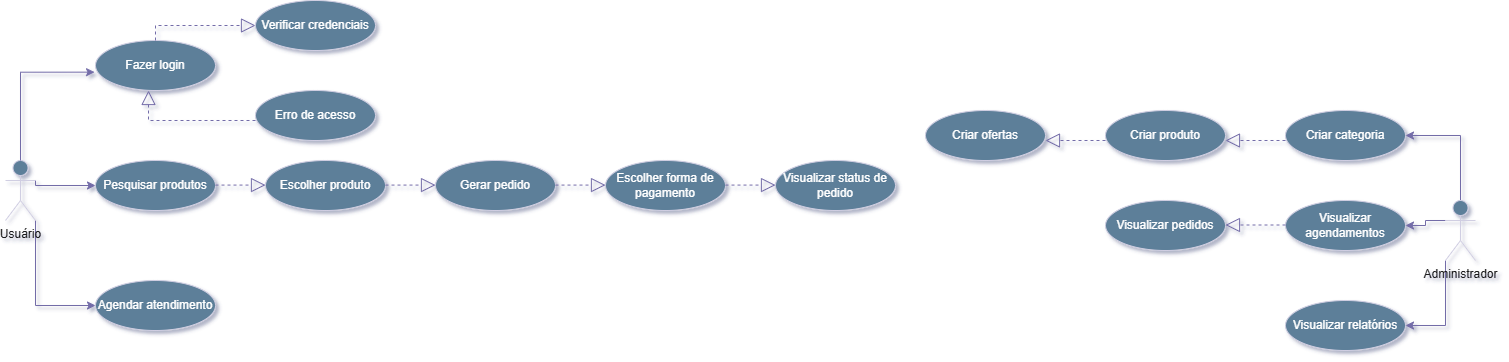 Verificar credenciais
Fazer login
Erro de acesso
Pesquisar produtos
Escolher produto
Gerar pedido
Escolher forma de
pagamento
Visualizar status de
pedido
Usuário
Agendar atendimento
Criar ofertas
Criar produto
Criar categoria
Visualizar pedidos
Visualizar
agendamentos
Administrador
Visualizar relatórios